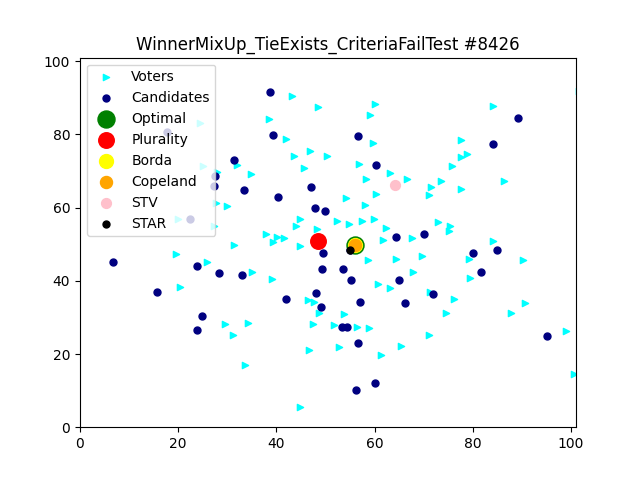 WinnerMixUp_TieExists_CriteriaFailTest #8426
100
80
60
40
20
0
Voters
Candidates
Optimal
Plurality
Borda
Copeland
STV
STAR
0 20 40 60 80 100